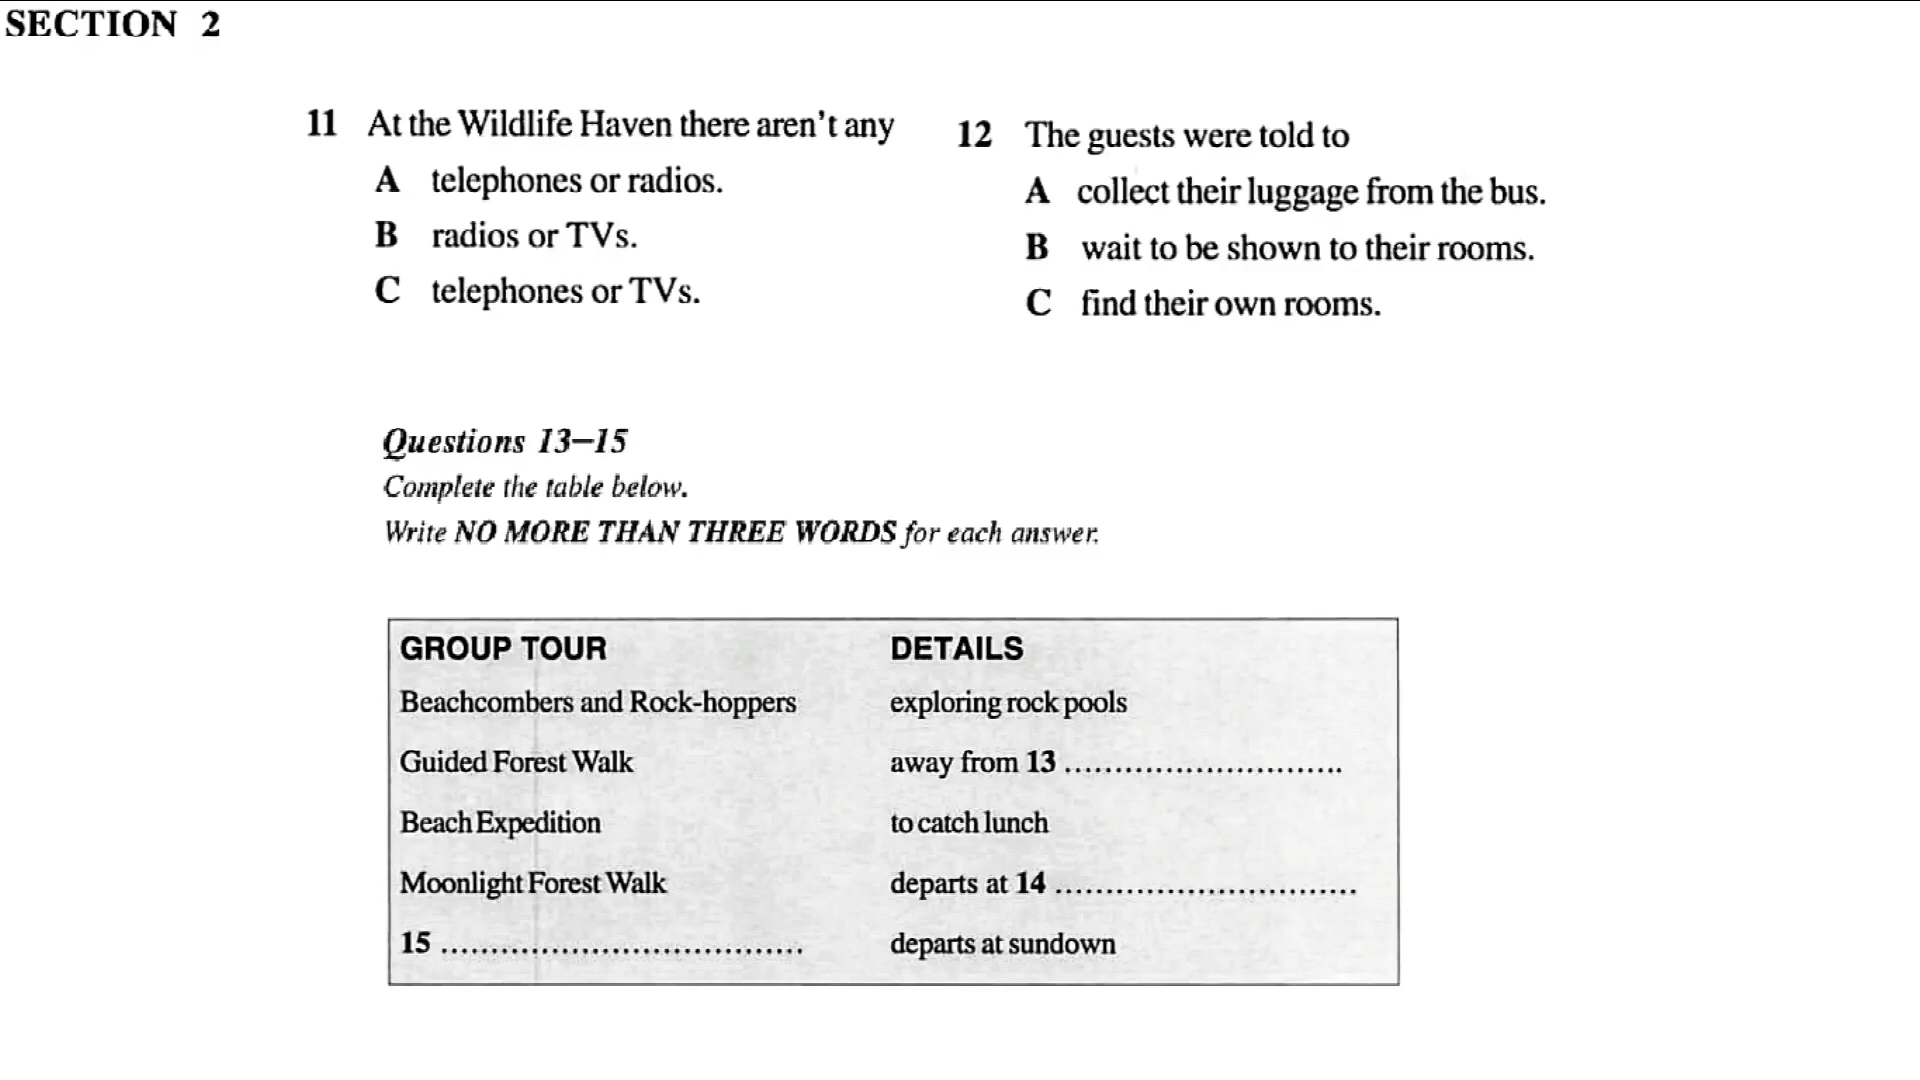 SECTION 2
11 At the Wildlife Haven there aren't any
A telephones or radios.
B radios or TVs.
C telephones or TVs.
12 The guests were told to
A collect their luggage from the bus.
B wait to be shown to their rooms.
C find their own rooms.
Questions 13–15
Complete the table below.
Write NO MORE THAN THREE WORDS for each answer.
GROUP TOUR DETAILS
Beachcombers and Rock-hoppers exploring rock pools
Guided Forest Walk away from 13 ............................
Beach Expedition to catch lunch
Moonlight Forest Walk departs at 14 ..............................
15 .................................... departs at sundown